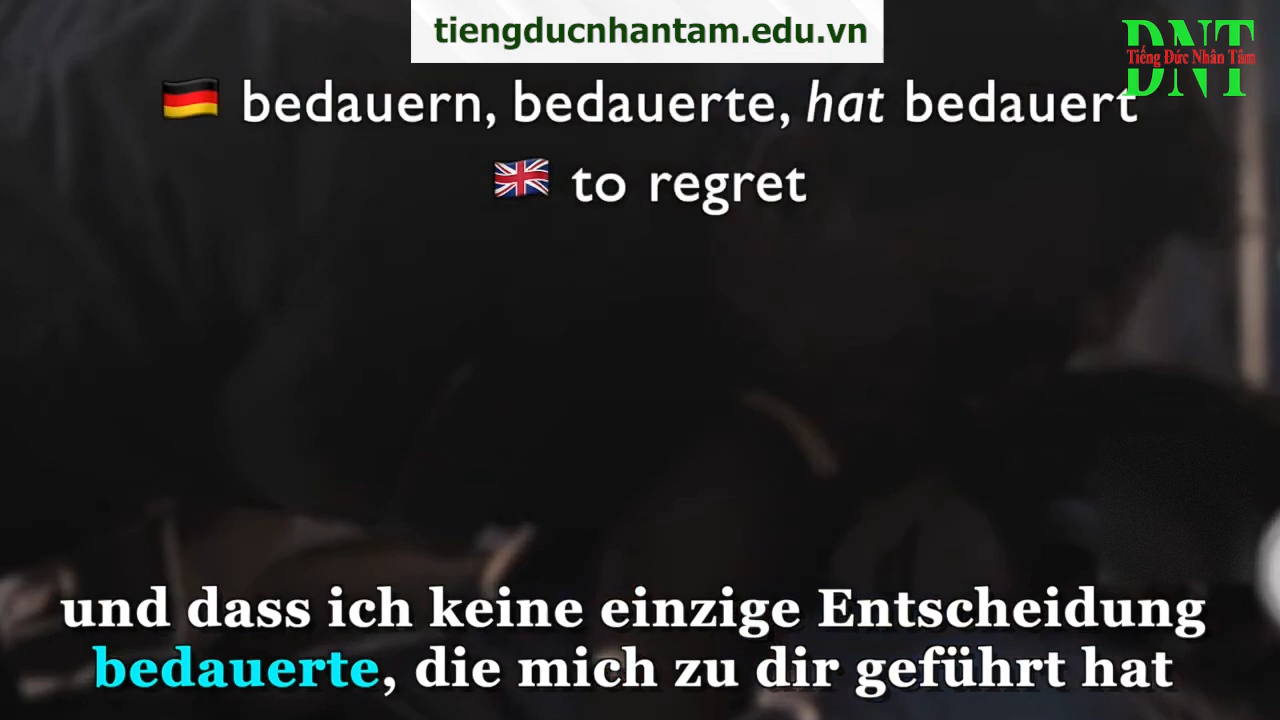 tiengducnhantam.edu.vn
DNT
Tiếng Đức Nhân Tâm
🇩🇪 bedauern, bedauerte, hat bedauert
🇬🇧 to regret
und dass ich keine einzige Entscheidung
bedauerte, die mich zu dir geführt hat